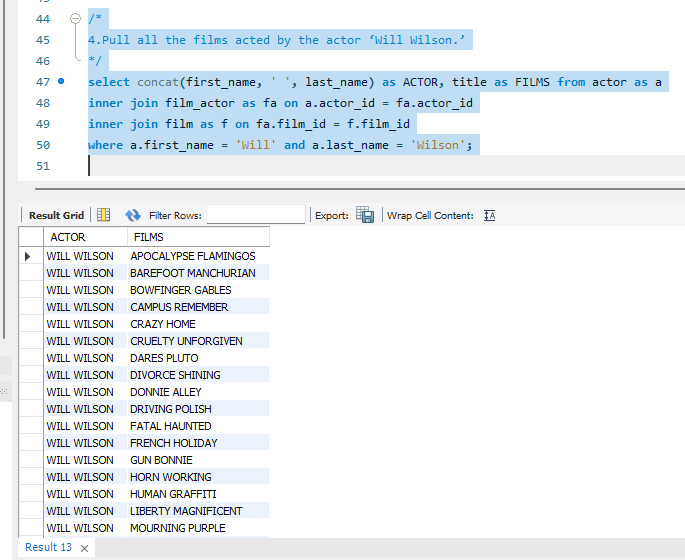 44 /*
45 4.Pull all the films acted by the actor ‘Will Wilson.’
46 */
47 select concat(first_name, ' ', last_name) as ACTOR, title as FILMS from actor as a
48 inner join film_actor as fa on a.actor_id = fa.actor_id
49 inner join film as f on fa.film_id = f.film_id
50 where a.first_name = 'Will' and a.last_name = 'Wilson';
51
Result Grid Filter Rows: Export: Wrap Cell Content: IA
ACTOR FILMS
WILL WILSON APOCALYPSE FLAMINGOS
WILL WILSON BAREFOOT MANCHURIAN
WILL WILSON BOWFINGER GABLES
WILL WILSON CAMPUS REMEMBER
WILL WILSON CRAZY HOME
WILL WILSON CRUELTY UNFORGIVEN
WILL WILSON DARES PLUTO
WILL WILSON DIVORCE SHINING
WILL WILSON DONNIE ALLEY
WILL WILSON DRIVING POLISH
WILL WILSON FATAL HAUNTED
WILL WILSON FRENCH HOLIDAY
WILL WILSON GUN BONNIE
WILL WILSON HORN WORKING
WILL WILSON HUMAN GRAFFITI
WILL WILSON LIBERTY MAGNIFICENT
WILL WILSON MOURNING PURPLE
Result 13